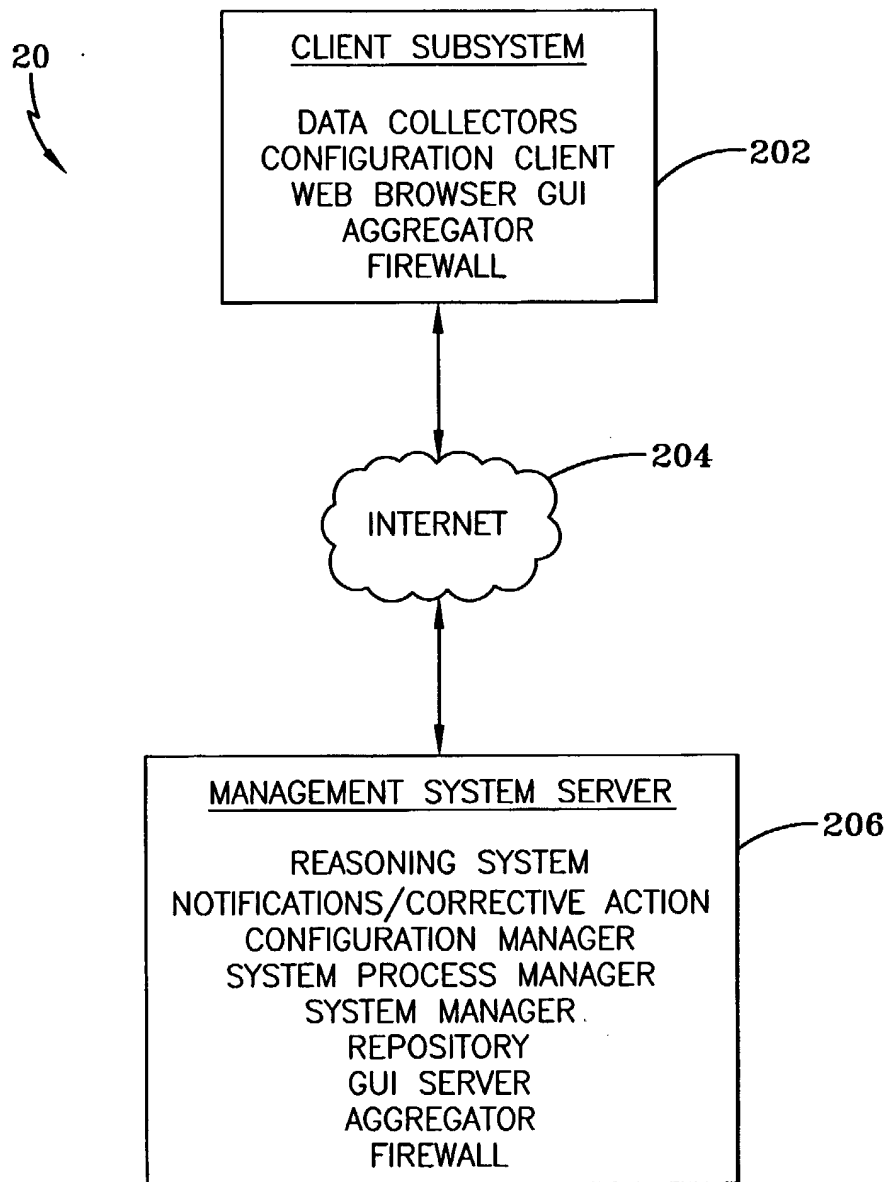 20
CLIENT SUBSYSTEM
DATA COLLECTORS
CONFIGURATION CLIENT
WEB BROWSER GUI
AGGREGATOR
FIREWALL
202
204
INTERNET
MANAGEMENT SYSTEM SERVER
206
REASONING SYSTEM
NOTIFICATIONS/CORRECTIVE ACTION
CONFIGURATION MANAGER
SYSTEM PROCESS MANAGER
SYSTEM MANAGER
REPOSITORY
GUI SERVER
AGGREGATOR
FIREWALL